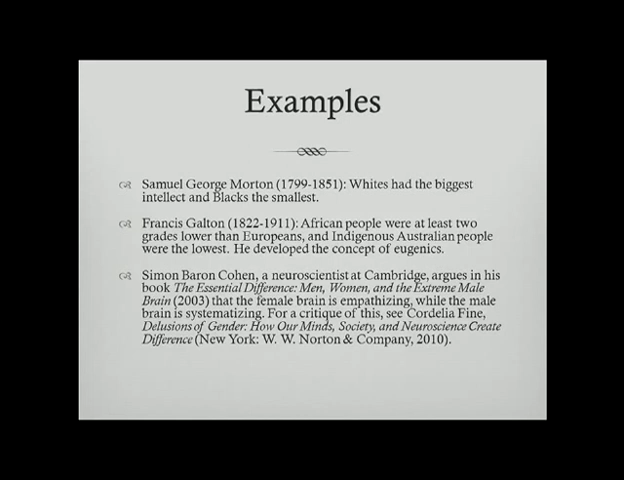 Examples
Samuel George Morton (1799-1851): Whites had the biggest
intellect and Blacks the smallest.
Francis Galton (1822-1911): African people were at least two
grades lower than Europeans, and Indigenous Australian people
were the lowest. He developed the concept of eugenics.
Simon Baron Cohen, a neuroscientist at Cambridge, argues in his
book The Essential Difference: Men, Women, and the Extreme Male
Brain (2003) that the female brain is empathizing, while the male
brain is systematizing. For a critique of this, see Cordelia Fine,
Delusions of Gender: How Our Minds, Society, and Neuroscience Create
Difference (New York: W. W. Norton & Company, 2010).